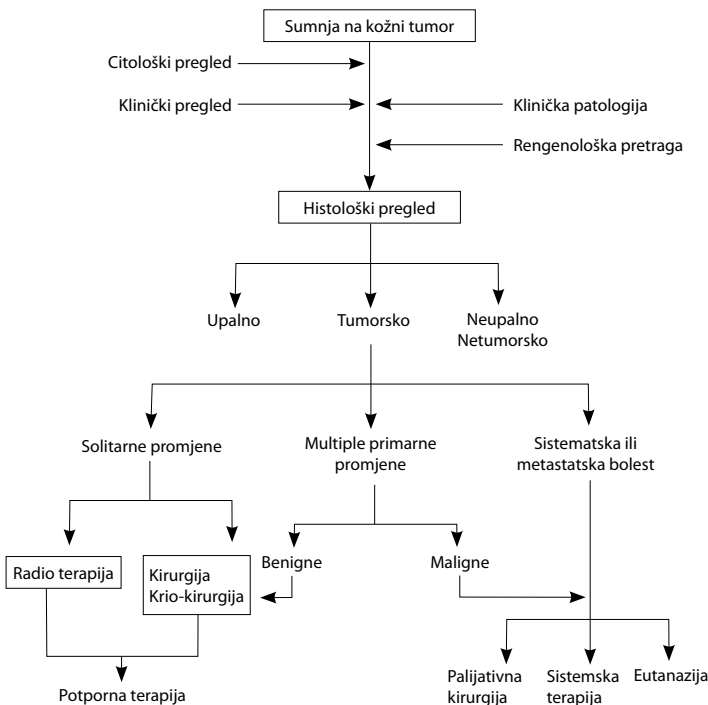 Sumnja na kožni tumor
Citološki pregled
Klinički pregled
Klinička patologija
Rengenološka pretraga
Histološki pregled
Upalno
Tumorsko
Neupalno
Netumorsko
Solitarne promjene
Multiple primarne
promjene
Sistematska ili
metastatska bolest
Radio terapija
Kirurgija
Krio-kirurgija
Benigne
Maligne
Potporna terapija
Palijativna
kirurgija
Sistemska
terapija
Eutanazija